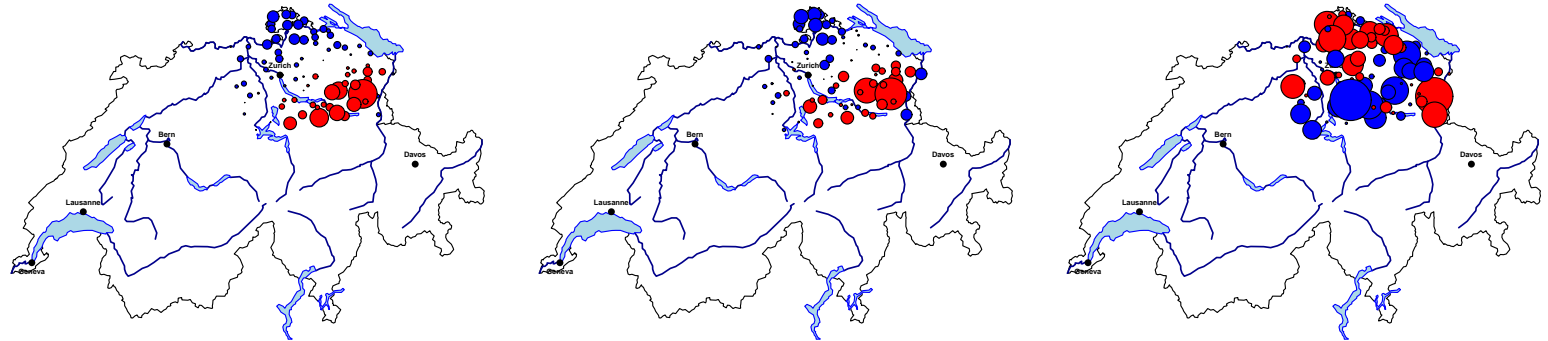 Zurich
Bern
Davos
Lausanne
Geneva
Zurich
Bern
Davos
Lausanne
Geneva
Bern
Davos
Lausanne
Geneva